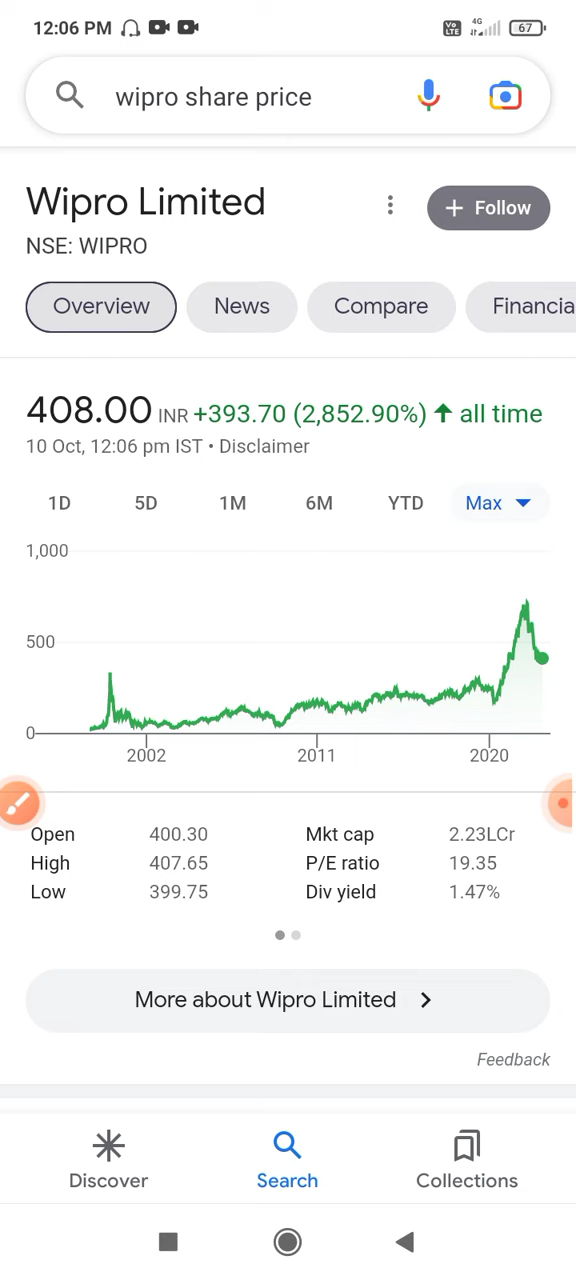 12:06 PM
Vo LTE 4G 67
wipro share price
Wipro Limited
+ Follow
NSE: WIPRO
Overview News Compare Financia
408.00 INR +393.70 (2,852.90%) ↑ all time
10 Oct, 12:06 pm IST • Disclaimer
1D 5D 1M 6M YTD Max
1,000
500
0
2002 2011 2020
Open 400.30 Mkt cap 2.23LCr
High 407.65 P/E ratio 19.35
Low 399.75 Div yield 1.47%
More about Wipro Limited
Feedback
Discover Search Collections